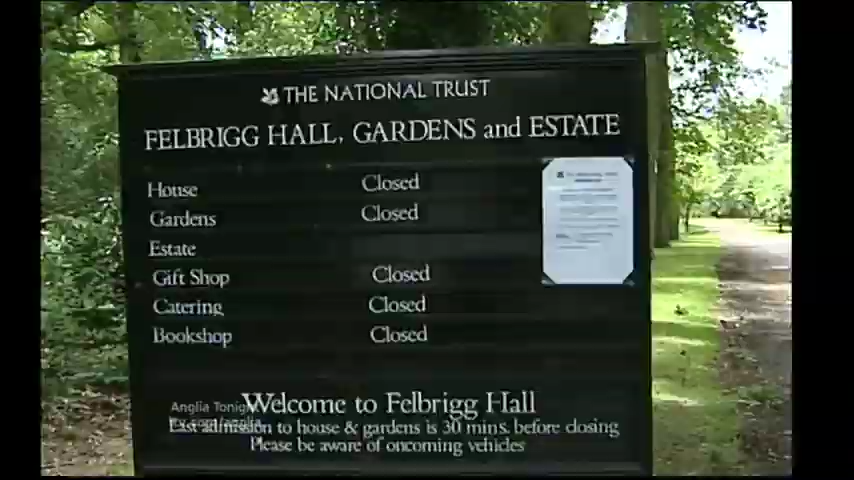 THE NATIONAL TRUST
FELBRIGG HALL, GARDENS and ESTATE
House Closed
Gardens Closed
Estate
Gift Shop Closed
Catering Closed
Bookshop Closed
Welcome to Felbrigg Hall
Anglia Tonight
Last admission to house & gardens is 30 mins. before closing
Please be aware of oncoming vehicles